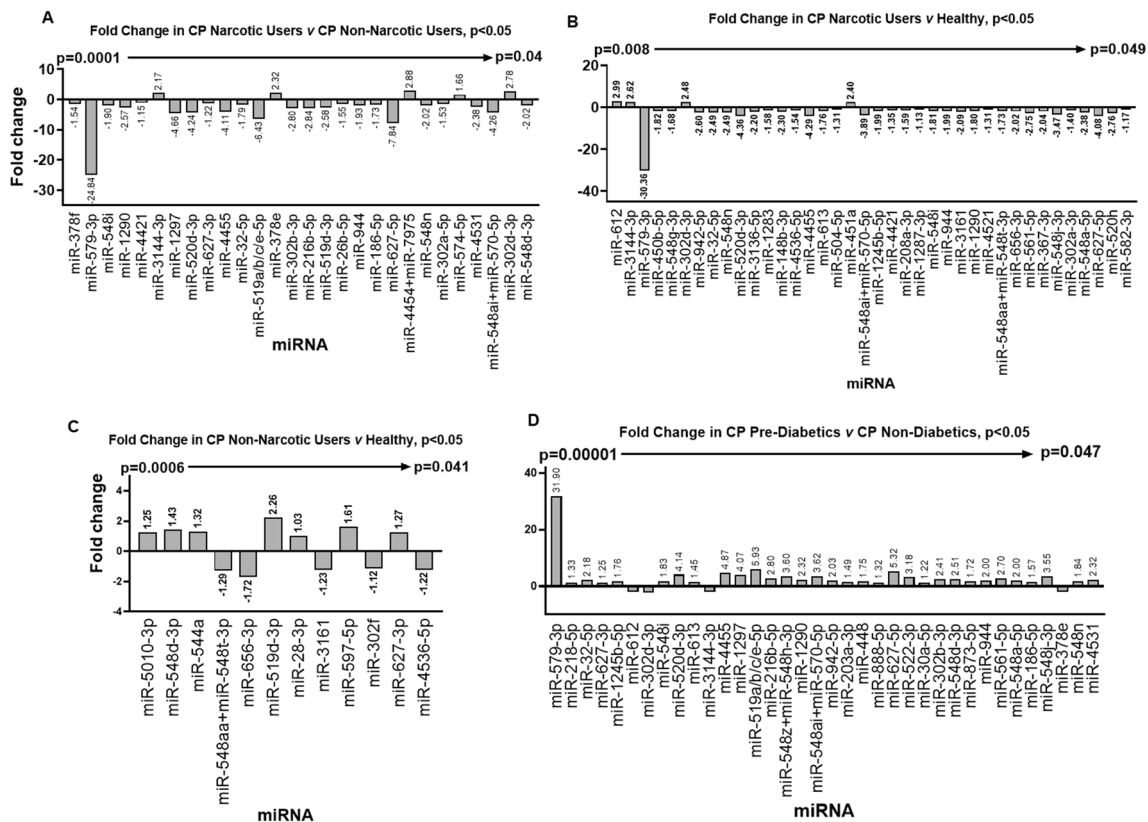 A
Fold Change in CP Narcotic Users v CP Non-Narcotic Users, p<0.05
p=0.0001
p=0.04
Fold change
10
0
-10
-20
-30
-1.54
-24.84
-1.90
-2.57
-1.15
2.17
-4.66
-4.24
-1.22
-4.11
-1.79
-6.43
2.32
-2.80
-2.84
-2.58
-1.55
-1.93
-1.73
-7.84
2.88
-2.02
-1.53
1.66
-2.38
-4.26
2.78
-2.02
miR-378f
miR-579-3p
miR-548i
miR-1290
miR-4421
miR-3144-3p
miR-1297
miR-520d-3p
miR-627-3p
miR-4455
miR-32-5p
miR-519a/b/c/e-5p
miR-378e
miR-302b-3p
miR-216b-5p
miR-519d-3p
miR-26b-5p
miR-944
miR-186-5p
miR-627-5p
miR-4454+miR-7975
miR-548n
miR-302a-5p
miR-574-5p
miR-4531
miR-548ai+miR-570-5p
miR-302d-3p
miR-548d-3p
miRNA
B
Fold Change in CP Narcotic Users v Healthy, p<0.05
p=0.008
p=0.049
20
0
-20
-40
2.99
2.62
-30.36
-1.82
-1.68
2.48
-2.60
-2.49
-2.49
-4.36
-2.20
-1.58
-2.30
-1.54
-4.29
-1.76
-1.31
2.40
-3.89
-1.99
-1.35
-1.59
-1.13
-1.81
-1.99
-2.09
-1.80
-1.31
-1.73
-2.02
-2.75
-2.04
-3.47
-1.40
-2.38
-4.08
-2.76
-1.17
miR-612
miR-3144-3p
miR-579-3p
miR-450b-5p
miR-548g-3p
miR-302d-3p
miR-942-5p
miR-32-5p
miR-548n
miR-520d-3p
miR-3136-5p
miR-1283
miR-148b-3p
miR-4536-5p
miR-4455
miR-613
miR-504-5p
miR-451a
miR-548ai+miR-570-5p
miR-1245b-5p
miR-4421
miR-208a-3p
miR-1287-3p
miR-548i
miR-944
miR-3161
miR-1290
miR-4521
miR-548aa+miR-548t-3p
miR-656-3p
miR-561-5p
miR-367-3p
miR-548j-3p
miR-302a-3p
miR-548a-5p
miR-627-5p
miR-520h
miR-582-3p
miRNA
C
Fold Change in CP Non-Narcotic Users v Healthy, p<0.05
p=0.0006
p=0.041
Fold change
4
2
0
-2
-4
1.25
1.43
1.32
-1.29
-1.72
2.26
1.03
-1.23
1.61
-1.12
1.27
-1.22
miR-5010-3p
miR-548d-3p
miR-544a
miR-548aa+miR-548t-3p
miR-656-3p
miR-519d-3p
miR-28-3p
miR-3161
miR-597-5p
miR-302f
miR-627-3p
miR-4536-5p
miRNA
D
Fold Change in CP Pre-Diabetics v CP Non-Diabetics, p<0.05
p=0.00001
p=0.047
40
20
0
31.90
1.33
2.18
1.25
1.76
1.83
4.14
1.45
4.87
4.07
5.93
2.80
3.60
2.32
3.62
2.03
1.49
1.75
1.32
5.32
3.18
1.22
2.41
2.51
1.72
2.00
2.70
2.00
1.57
3.55
1.84
2.32
miR-579-3p
miR-218-5p
miR-32-5p
miR-627-3p
miR-1245b-5p
miR-612
miR-302d-3p
miR-548i
miR-520d-3p
miR-613
miR-3144-3p
miR-4455
miR-1297
miR-519a/b/c/e-5p
miR-216b-5p
miR-548z+miR-548h-3p
miR-1290
miR-548ai+miR-570-5p
miR-942-5p
miR-203a-3p
miR-448
miR-888-5p
miR-627-5p
miR-522-3p
miR-30a-5p
miR-302b-3p
miR-548d-3p
miR-873-5p
miR-944
miR-561-5p
miR-548a-5p
miR-186-5p
miR-548j-3p
miR-378e
miR-548n
miR-4531
miRNA